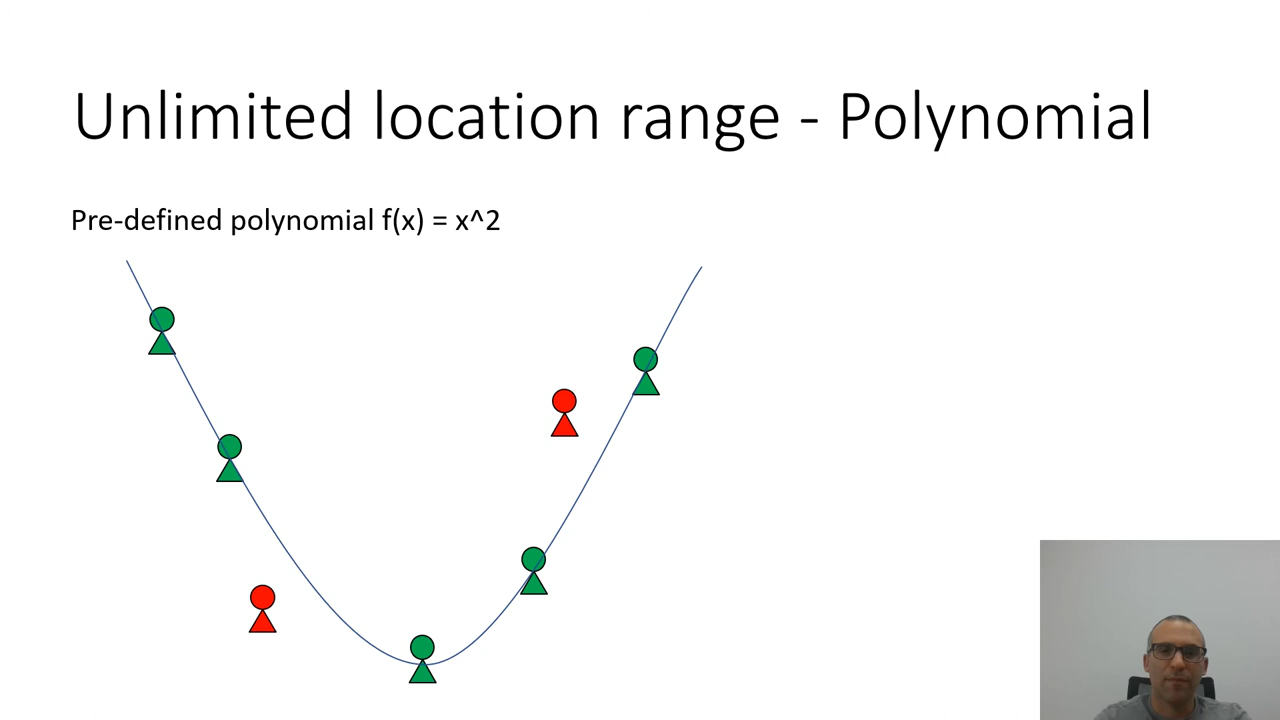 Unlimited location range - Polynomial
Pre-defined polynomial f(x) = x^2